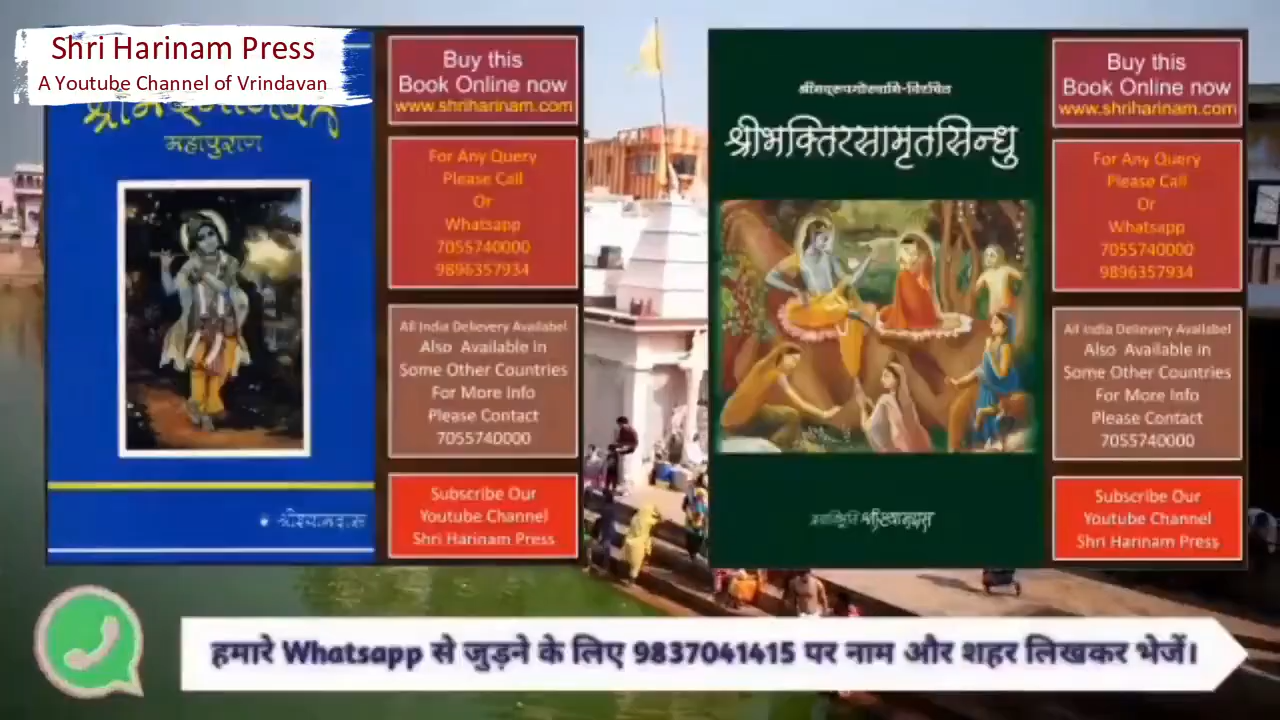 Shri Harinam Press
A Youtube Channel of Vrindavan
महापुराण
श्रीश्यामदास
Buy this
Book Online now
www.shriharinam.com
For Any Query
Please Call
Or
Whatsapp
7055740000
9896357934
All India Delievery Availabel
Also Available in
Some Other Countries
For More Info
Please Contact
7055740000
Subscribe Our
Youtube Channel
Shri Harinam Press
श्रीभक्तिरसामृतसिन्धु
श्रीश्यामदास
Buy this
Book Online now
www.shriharinam.com
For Any Query
Please Call
Or
Whatsapp
7055740000
9896357934
All India Delievery Availabel
Also Available in
Some Other Countries
For More Info
Please Contact
7055740000
Subscribe Our
Youtube Channel
Shri Harinam Press
हमारे Whatsapp से जुड़ने के लिए 9837041415 पर नाम और शहर लिखकर भेजें।